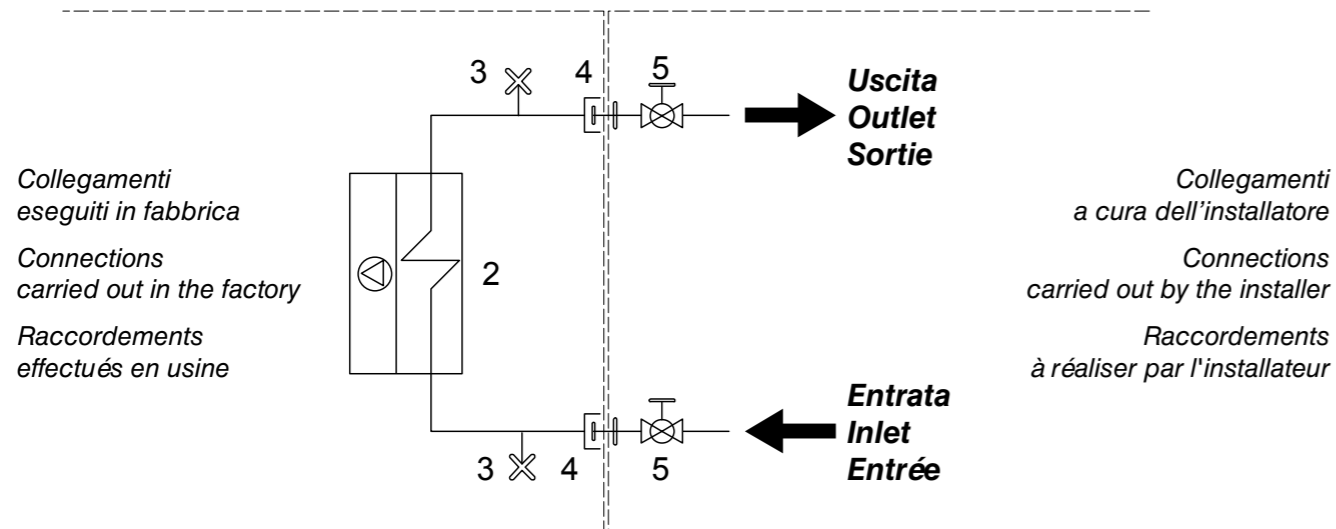 3
4
5
Uscita
Outlet
Sortie
Collegamenti
eseguiti in fabbrica
Connections
carried out in the factory
Raccordements
effectués en usine
2
Collegamenti
a cura dell’installatore
Connections
carried out by the installer
Raccordements
à réaliser par l'installateur
Entrata
Inlet
Entrée
3
4
5